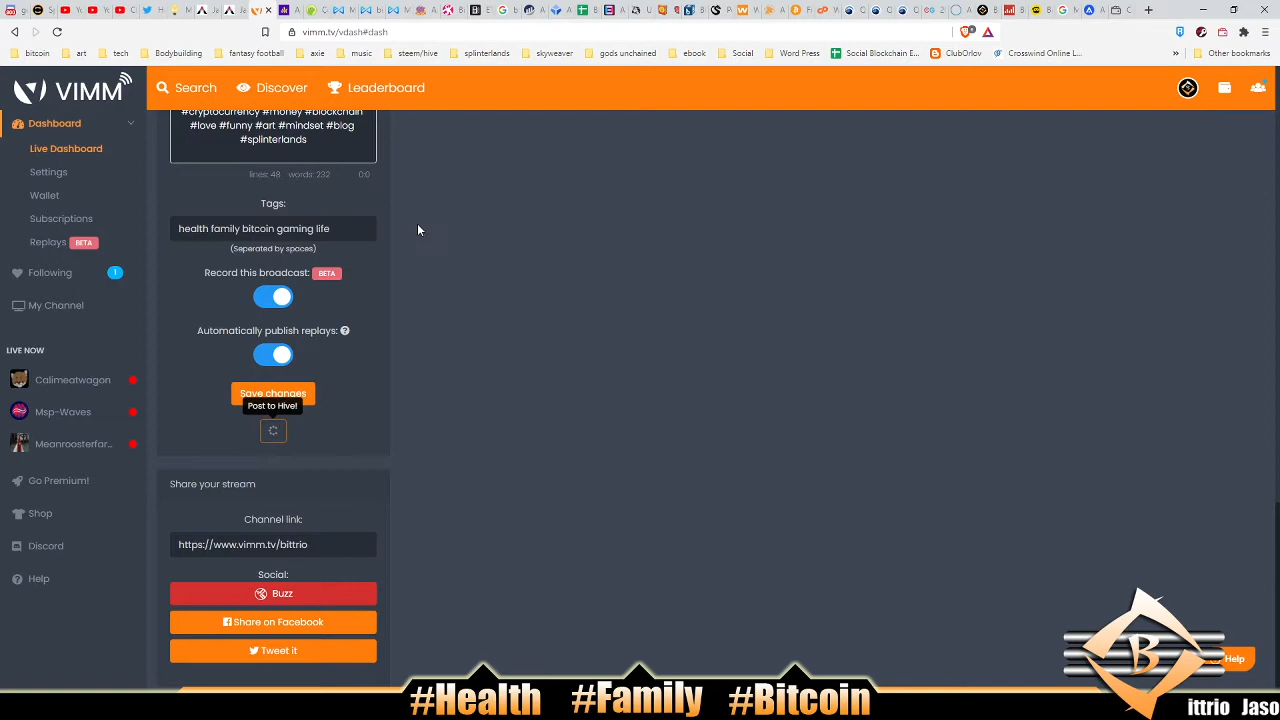 vimm.tv/vdash#dash
bitcoin art tech Bodybuilding fantasy football axie music steem/hive splinterlands skyweaver gods unchained ebook Social Word Press Social Blockchain E... ClubOrlov Crosswind Online L... » Other bookmarks
VIMM Search Discover Leaderboard
Dashboard
Live Dashboard
Settings
Wallet
Subscriptions
Replays BETA
Following 1
My Channel
LIVE NOW
Calimeatwagon
Msp-Waves
Meanroosterfar...
Go Premium!
Shop
Discord
Help
#cryptocurrency #money #blockchain
#love #funny #art #mindset #blog
#splinterlands
lines: 48 words: 232 0:0
Tags:
health family bitcoin gaming life
(Seperated by spaces)
Record this broadcast: BETA
Automatically publish replays:
Save changes
Post to Hive!
Share your stream
Channel link:
https://www.vimm.tv/bittrio
Social:
Buzz
Share on Facebook
Tweet it
Help
B
#Health #Family #Bitcoin
ittrio Jaso